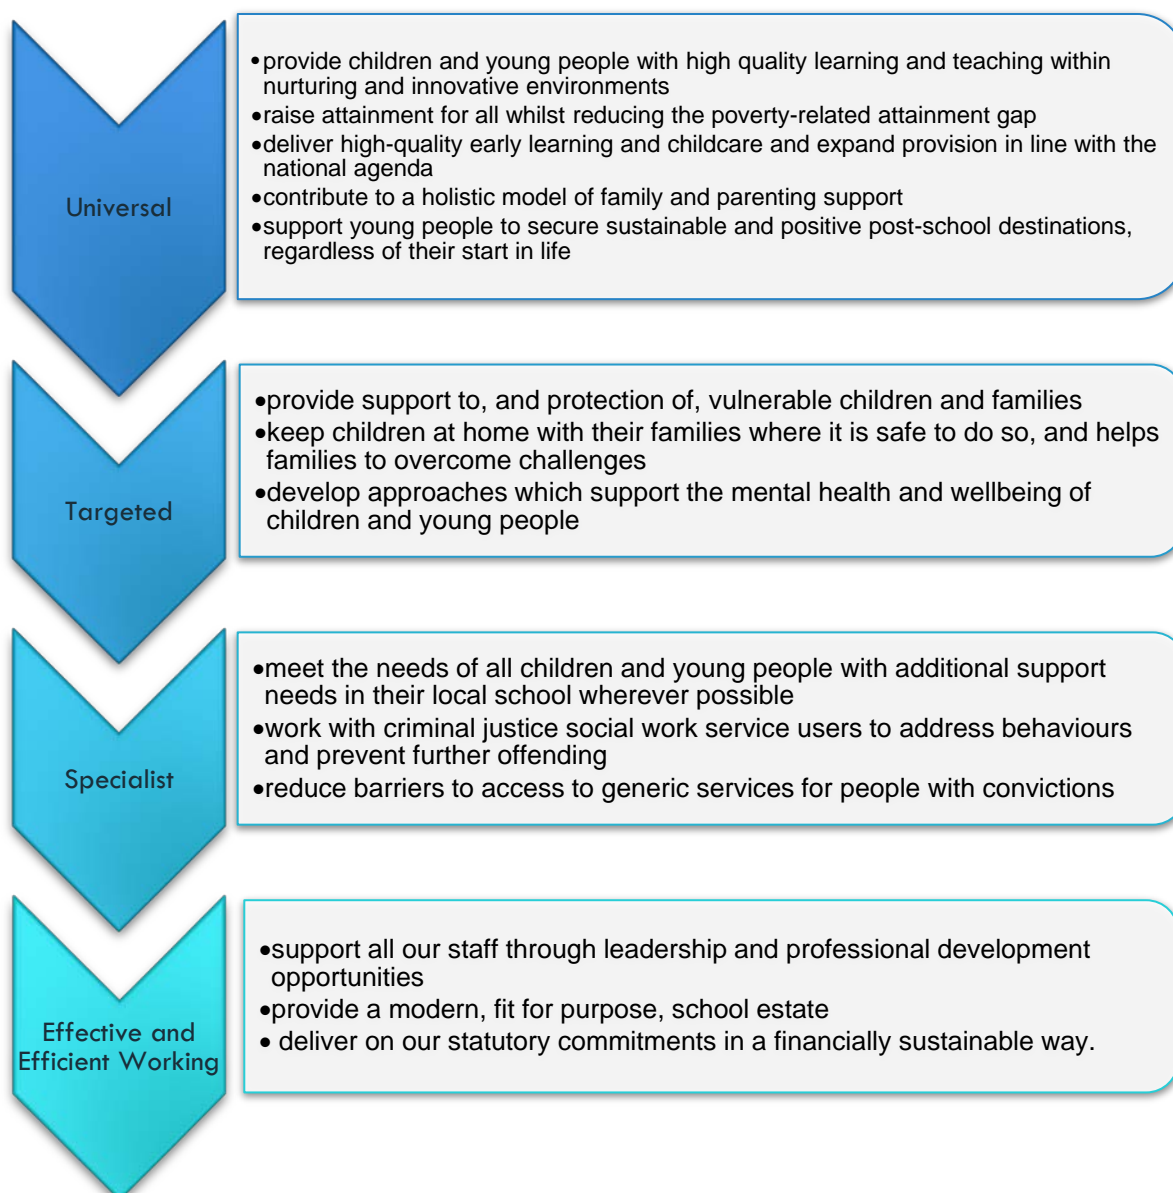 Universal
•provide children and young people with high quality learning and teaching within
nurturing and innovative environments
•raise attainment for all whilst reducing the poverty-related attainment gap
•deliver high-quality early learning and childcare and expand provision in line with the
national agenda
•contribute to a holistic model of family and parenting support
•support young people to secure sustainable and positive post-school destinations,
regardless of their start in life
Targeted
•provide support to, and protection of, vulnerable children and families
•keep children at home with their families where it is safe to do so, and helps
families to overcome challenges
•develop approaches which support the mental health and wellbeing of
children and young people
Specialist
•meet the needs of all children and young people with additional support
needs in their local school wherever possible
•work with criminal justice social work service users to address behaviours
and prevent further offending
•reduce barriers to access to generic services for people with convictions
Effective and
Efficient Working
•support all our staff through leadership and professional development
opportunities
•provide a modern, fit for purpose, school estate
• deliver on our statutory commitments in a financially sustainable way.